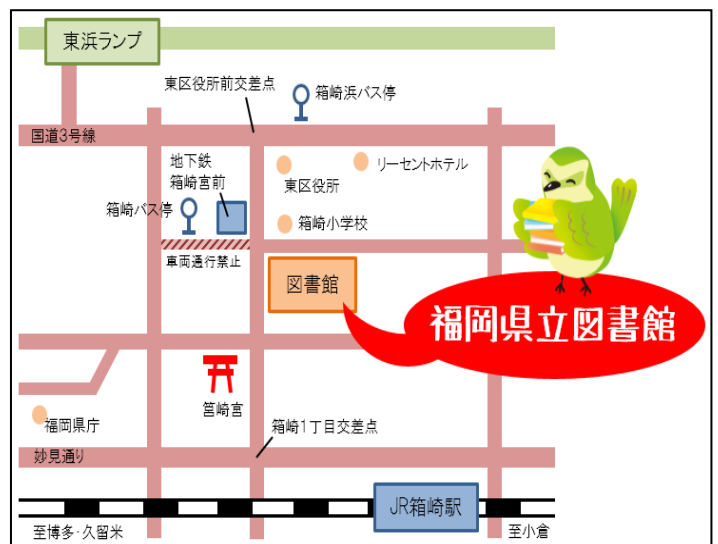 東浜ランプ
東区役所前交差点
箱崎浜バス停
国道3号線
地下鉄
箱崎宮前
リーセントホテル
東区役所
箱崎バス停
箱崎小学校
車両通行禁止
図書館
福岡県立図書館
筥崎宮
福岡県庁
箱崎1丁目交差点
妙見通り
JR箱崎駅
至博多・久留米
至小倉